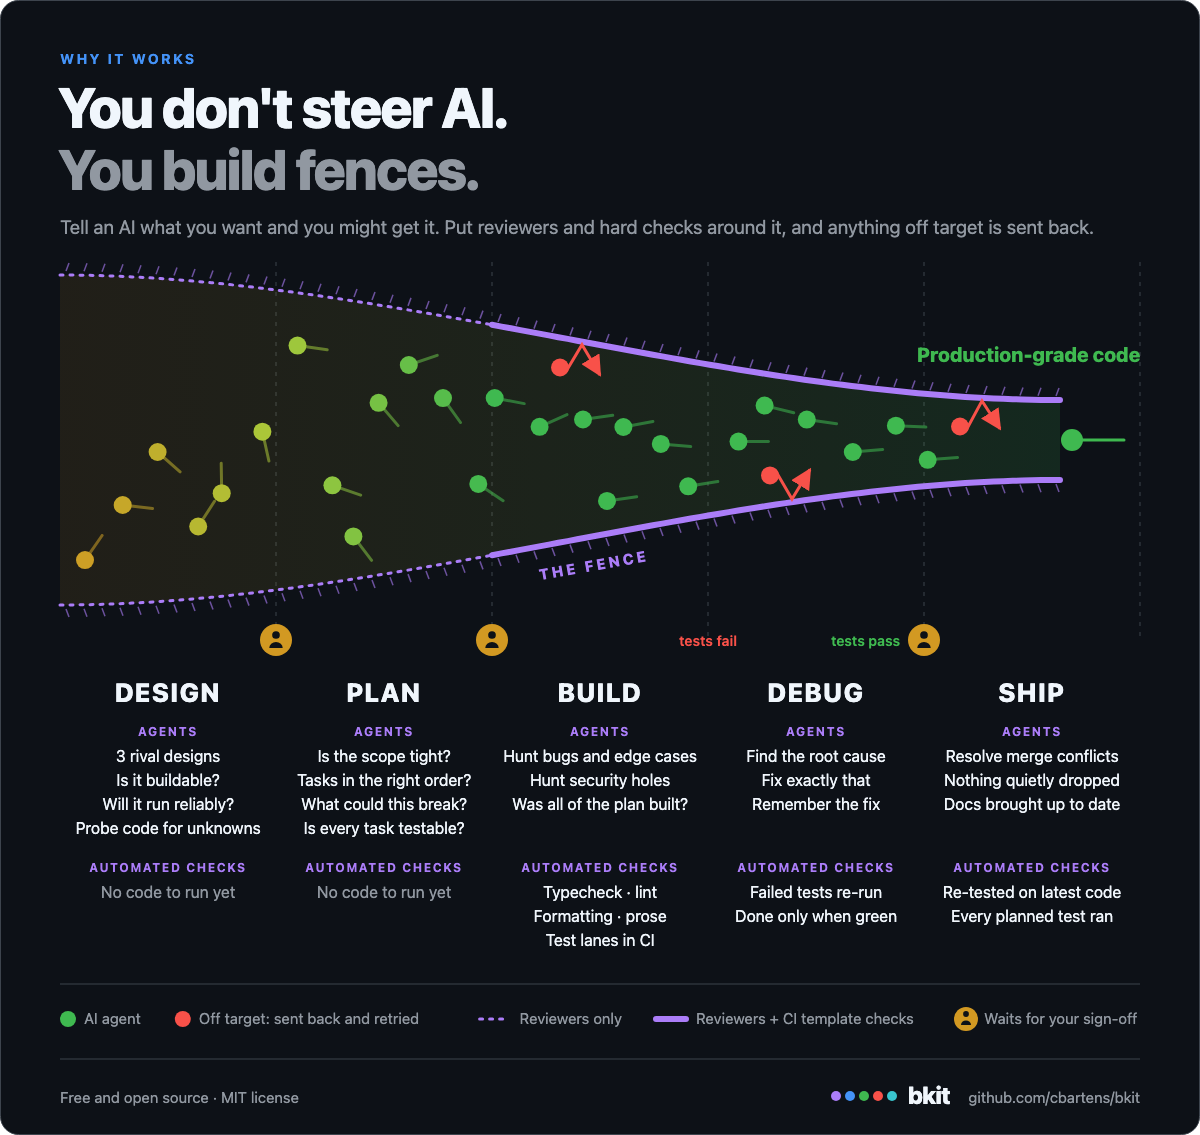 WHY IT WORKS
You don't steer AI.
You build fences.
Tell an AI what you want and you might get it. Put reviewers and hard checks around it, and anything off target is sent back.
Production-grade code
THE FENCE
tests fail
tests pass
DESIGN
AGENTS
3 rival designs
Is it buildable?
Will it run reliably?
Probe code for unknowns
AUTOMATED CHECKS
No code to run yet
PLAN
AGENTS
Is the scope tight?
Tasks in the right order?
What could this break?
Is every task testable?
AUTOMATED CHECKS
No code to run yet
BUILD
AGENTS
Hunt bugs and edge cases
Hunt security holes
Was all of the plan built?
AUTOMATED CHECKS
Typecheck · lint
Formatting · prose
Test lanes in CI
DEBUG
AGENTS
Find the root cause
Fix exactly that
Remember the fix
AUTOMATED CHECKS
Failed tests re-run
Done only when green
SHIP
AGENTS
Resolve merge conflicts
Nothing quietly dropped
Docs brought up to date
AUTOMATED CHECKS
Re-tested on latest code
Every planned test ran
AI agent
Off target: sent back and retried
Reviewers only
Reviewers + CI template checks
Waits for your sign-off
Free and open source · MIT license
bkit
github.com/cbartens/bkit